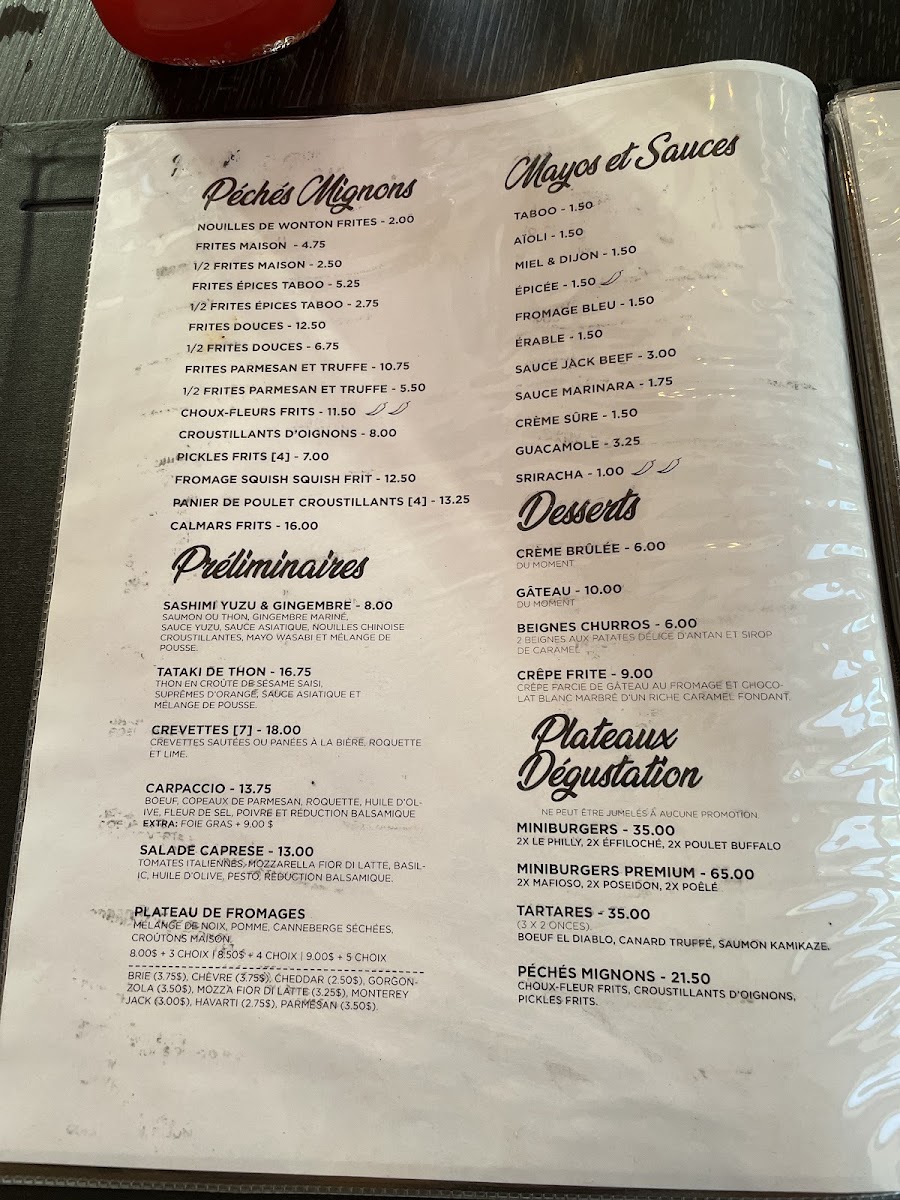 Péchés Mignons
NOUILLES DE WONTON FRITES - 2.00
FRITES MAISON - 4.75
1/2 FRITES MAISON - 2.50
FRITES ÉPICES TABOO - 5.25
1/2 FRITES ÉPICES TABOO - 2.75
FRITES DOUCES - 12.50
1/2 FRITES DOUCES - 6.75
FRITES PARMESAN ET TRUFFE - 10.75
1/2 FRITES PARMESAN ET TRUFFE - 5.50
CHOUX-FLEURS FRITS - 11.50
CROUSTILLANTS D'OIGNONS - 8.00
PICKLES FRITS [4] - 7.00
FROMAGE SQUISH SQUISH FRIT - 12.50
PANIER DE POULET CROUSTILLANTS [4] - 13.25
CALMARS FRITS - 16.00
Préliminaires
SASHIMI YUZU & GINGEMBRE - 8.00
SAUMON OU THON, GINGEMBRE MARINÉ,
SAUCE YUZU, SAUCE ASIATIQUE, NOUILLES CHINOISE
CROUSTILLANTES, MAYO WASABI ET MÉLANGE DE
POUSSE.
TATAKI DE THON - 16.75
THON EN CROÛTE DE SÉSAME SAISI,
SUPRÊMES D'ORANGE, SAUCE ASIATIQUE ET
MÉLANGE DE POUSSE.
CREVETTES [7] - 18.00
CREVETTES SAUTÉES OU PANÉES À LA BIÈRE, ROQUETTE
ET LIME.
CARPACCIO - 13.75
BOEUF, COPEAUX DE PARMESAN, ROQUETTE, HUILE D'OL-
IVE, FLEUR DE SEL, POIVRE ET RÉDUCTION BALSAMIQUE
EXTRA: FOIE GRAS + 9.00 $
SALADE CAPRESE - 13.00
TOMATES ITALIENNES, MOZZARELLA FIOR DI LATTE, BASIL-
IC, HUILE D'OLIVE, PESTO, RÉDUCTION BALSAMIQUE.
PLATEAU DE FROMAGES
MÉLANGE DE NOIX, POMME, CANNEBERGE SÉCHÉES,
CROÛTONS MAISON.
8.00$ + 3 CHOIX | 8.50$ + 4 CHOIX | 9.00$ + 5 CHOIX
BRIE (3.75$), CHÈVRE (3.75$), CHEDDAR (2.50$), GORGON-
ZOLA (3.50$), MOZZA FIOR DI LATTE (3.25$), MONTEREY
JACK (3.00$), HAVARTI (2.75$), PARMESAN (3.50$).
Mayos et Sauces
TABOO - 1.50
AÏOLI - 1.50
MIEL & DIJON - 1.50
ÉPICÉE - 1.50
FROMAGE BLEU - 1.50
ÉRABLE - 1.50
SAUCE JACK BEEF - 3.00
SAUCE MARINARA - 1.75
CRÈME SÛRE - 1.50
GUACAMOLE - 3.25
SRIRACHA - 1.00
Desserts
CRÈME BRÛLÉE - 6.00
DU MOMENT
GÂTEAU - 10.00
DU MOMENT
BEIGNES CHURROS - 6.00
2 BEIGNES AUX PATATES DÉLICE D'ANTAN ET SIROP
DE CARAMEL
CRÊPE FRITE - 9.00
CRÊPE FARCIE DE GÂTEAU AU FROMAGE ET CHOCO-
LAT BLANC MARBRÉ D'UN RICHE CARAMEL FONDANT.
Plateaux
Dégustation
NE PEUT ÊTRE JUMELÉS À AUCUNE PROMOTION.
MINIBURGERS - 35.00
2X LE PHILLY, 2X ÉFFILOCHÉ, 2X POULET BUFFALO
MINIBURGERS PREMIUM - 65.00
2X MAFIOSO, 2X POSEIDON, 2X POÊLÉ
TARTARES - 35.00
(3 X 2 ONCES).
BOEUF EL DIABLO, CANARD TRUFFÉ, SAUMON KAMIKAZE.
PÉCHÉS MIGNONS - 21.50
CHOUX-FLEUR FRITS, CROUSTILLANTS D'OIGNONS,
PICKLES FRITS.